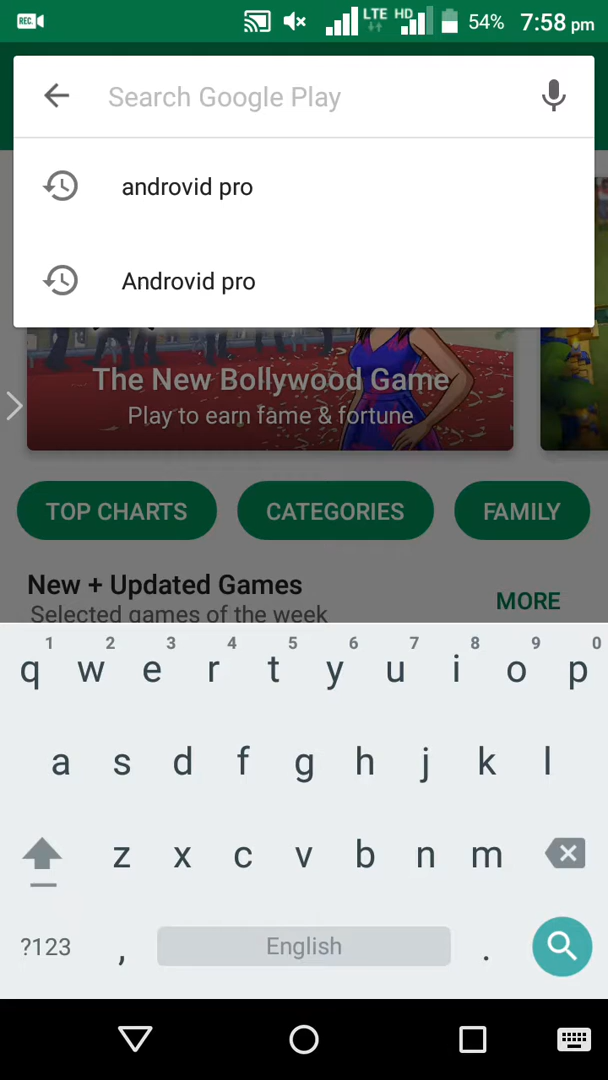 REC LTE HD 54% 7:58 pm
Search Google Play
androvid pro
Androvid pro
The New Bollywood Game
Play to earn fame & fortune
TOP CHARTS CATEGORIES FAMILY
New + Updated Games
MORE
Selected games of the week
1 2 3 4 5 6 7 8 9 0
q w e r t y u i o p
a s d f g h j k l
z x c v b n m
?123 , English .